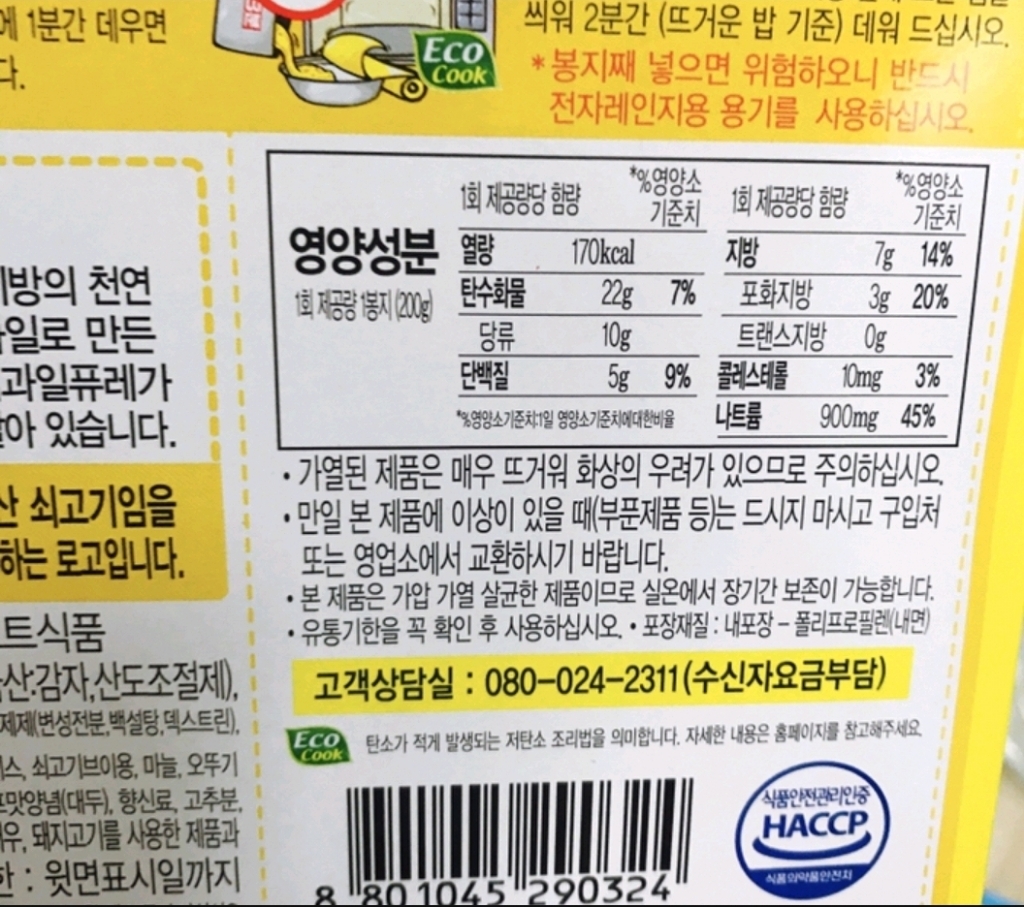 에 1분간 데우면
다.
3분
Eco
Cook
씌워 2분간 (뜨거운 밥 기준) 데워 드십시오.
*봉지째 넣으면 위험하오니 반드시
전자레인지용 용기를 사용하십시오.
영양성분
1회 제공량 1봉지 (200g)
1회 제공량당 함량 *%영양소 기준치
열량 170kcal
탄수화물 22g 7%
당류 10g
단백질 5g 9%
*%영양소기준치:1일 영양소기준치에대한비율
1회 제공량당 함량 *%영양소 기준치
지방 7g 14%
포화지방 3g 20%
트랜스지방 0g
콜레스테롤 10mg 3%
나트륨 900mg 45%
방의 천연
일로 만든
과일퓨레가
아 있습니다.
산 쇠고기임을
하는 로고입니다.
트식품
산:감자,산도조절제),
제제(변성전분,백설탕,덱스트린),
스, 쇠고기브이용, 마늘, 오뚜기
맛양념(대두), 향신료, 고추분,
우, 돼지고기를 사용한 제품과
한 : 윗면표시일까지
• 가열된 제품은 매우 뜨거워 화상의 우려가 있으므로 주의하십시오.
• 만일 본 제품에 이상이 있을 때(부푼제품 등)는 드시지 마시고 구입처
또는 영업소에서 교환하시기 바랍니다.
• 본 제품은 가압 가열 살균한 제품이므로 실온에서 장기간 보존이 가능합니다.
• 유통기한을 꼭 확인 후 사용하십시오. • 포장재질 : 내포장 – 폴리프로필렌(내면)
고객상담실 : 080-024-2311(수신자요금부담)
Eco
Cook
탄소가 적게 발생되는 저탄소 조리법을 의미합니다. 자세한 내용은 홈페이지를 참고해주세요.
8 801045 290324
식품안전관리인증
HACCP
식품의약품안전처